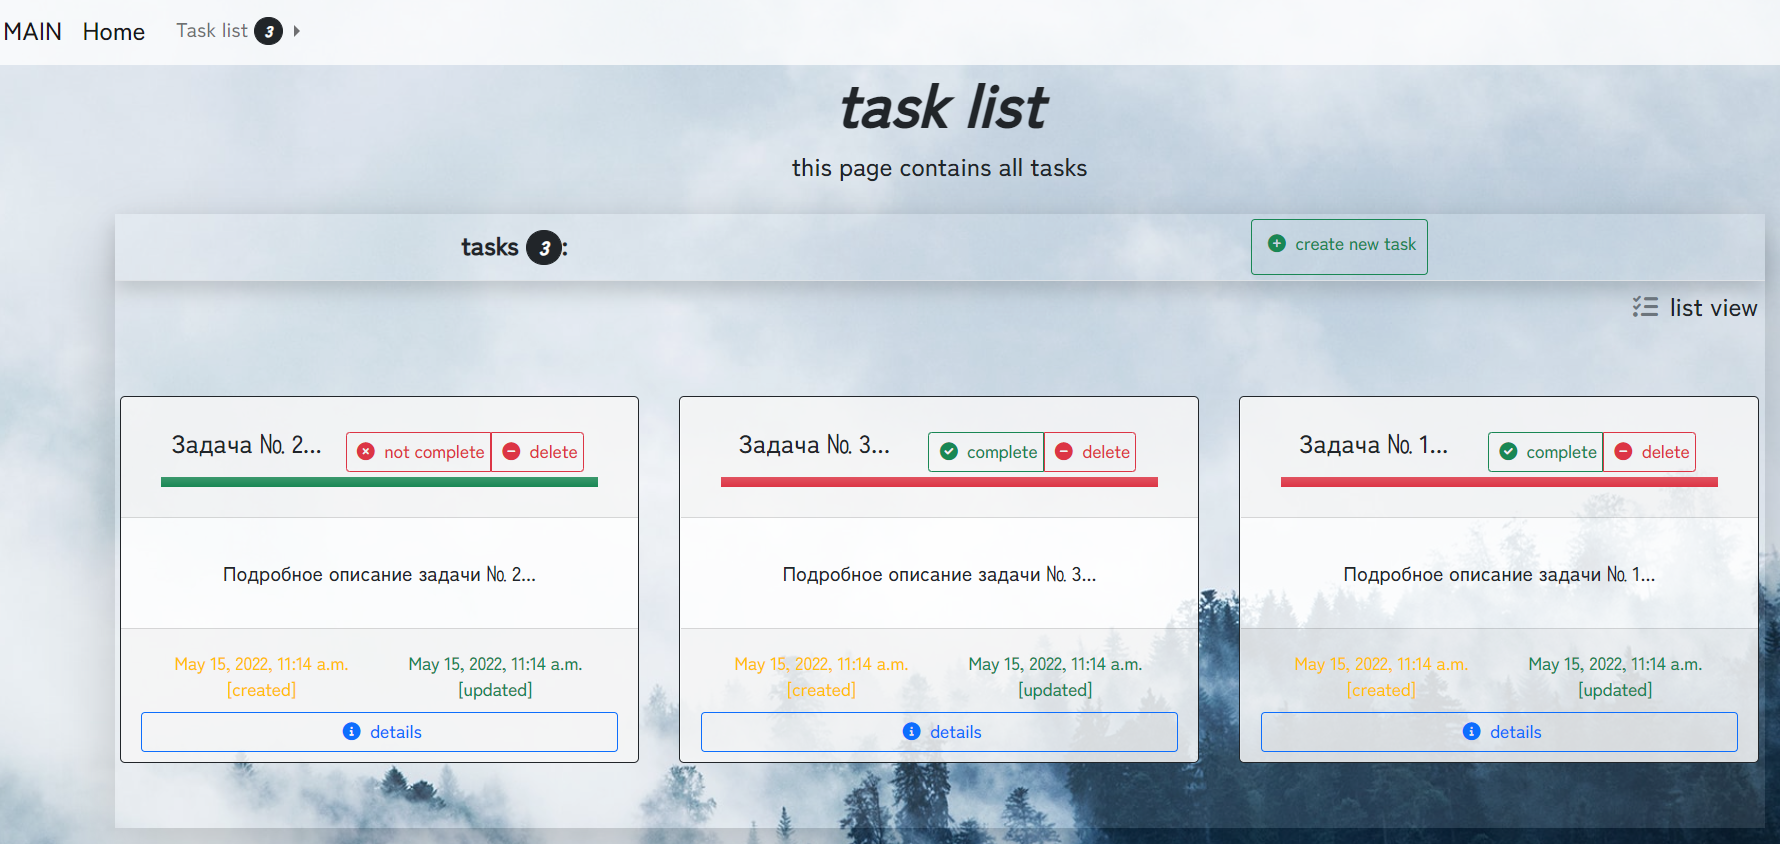 MAIN Home Task list 3
task list
this page contains all tasks
tasks 3:
create new task
list view
Задача №. 2...
not complete
delete
Подробное описание задачи №. 2...
May 15, 2022, 11:14 a.m.
[created]
May 15, 2022, 11:14 a.m.
[updated]
details
Задача №. 3...
complete
delete
Подробное описание задачи №. 3...
May 15, 2022, 11:14 a.m.
[created]
May 15, 2022, 11:14 a.m.
[updated]
details
Задача №. 1...
complete
delete
Подробное описание задачи №. 1...
May 15, 2022, 11:14 a.m.
[created]
May 15, 2022, 11:14 a.m.
[updated]
details